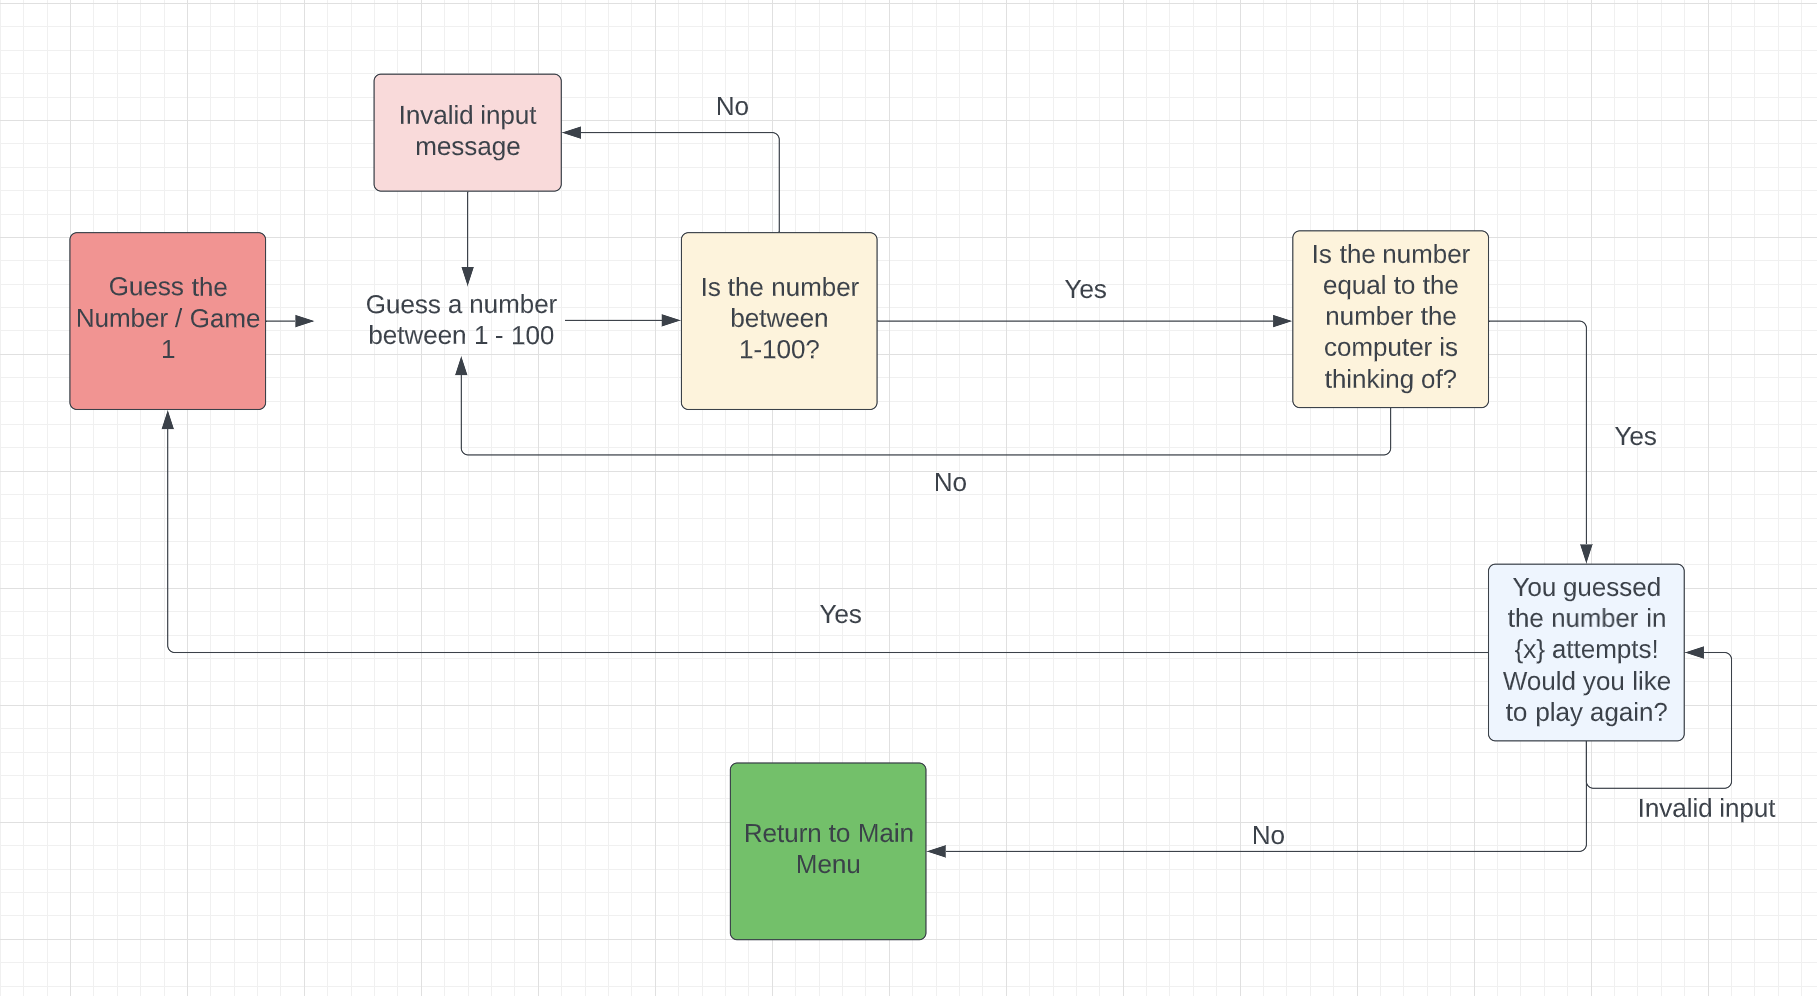 Invalid input
message
No
Guess the
Number / Game
1
Guess a number
between 1 - 100
Is the number
between
1-100?
Yes
Is the number
equal to the
number the
computer is
thinking of?
Yes
No
You guessed
the number in
{x} attempts!
Would you like
to play again?
Yes
Invalid input
No
Return to Main
Menu